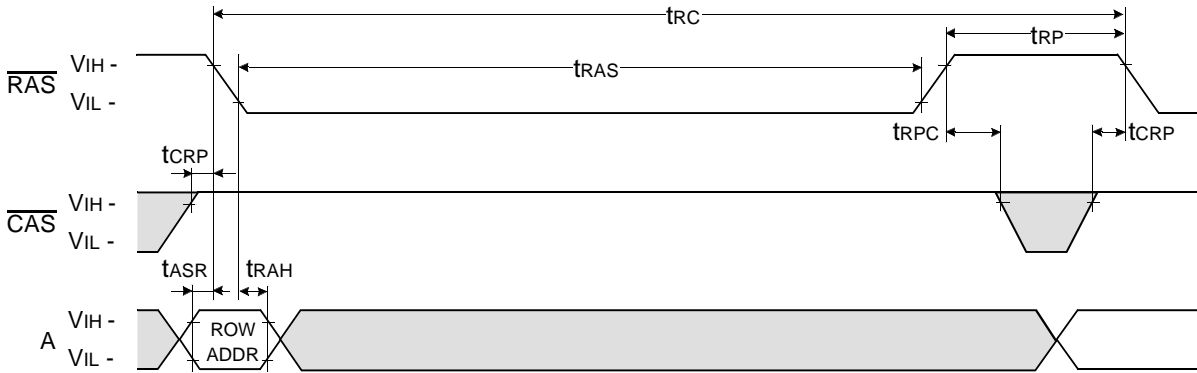 tRC
tRP
tRAS
RAS
VIH -
VIL -
tRPC
tCRP
tCRP
CAS
VIH -
VIL -
tASR
tRAH
A
VIH -
VIL -
ROW
ADDR